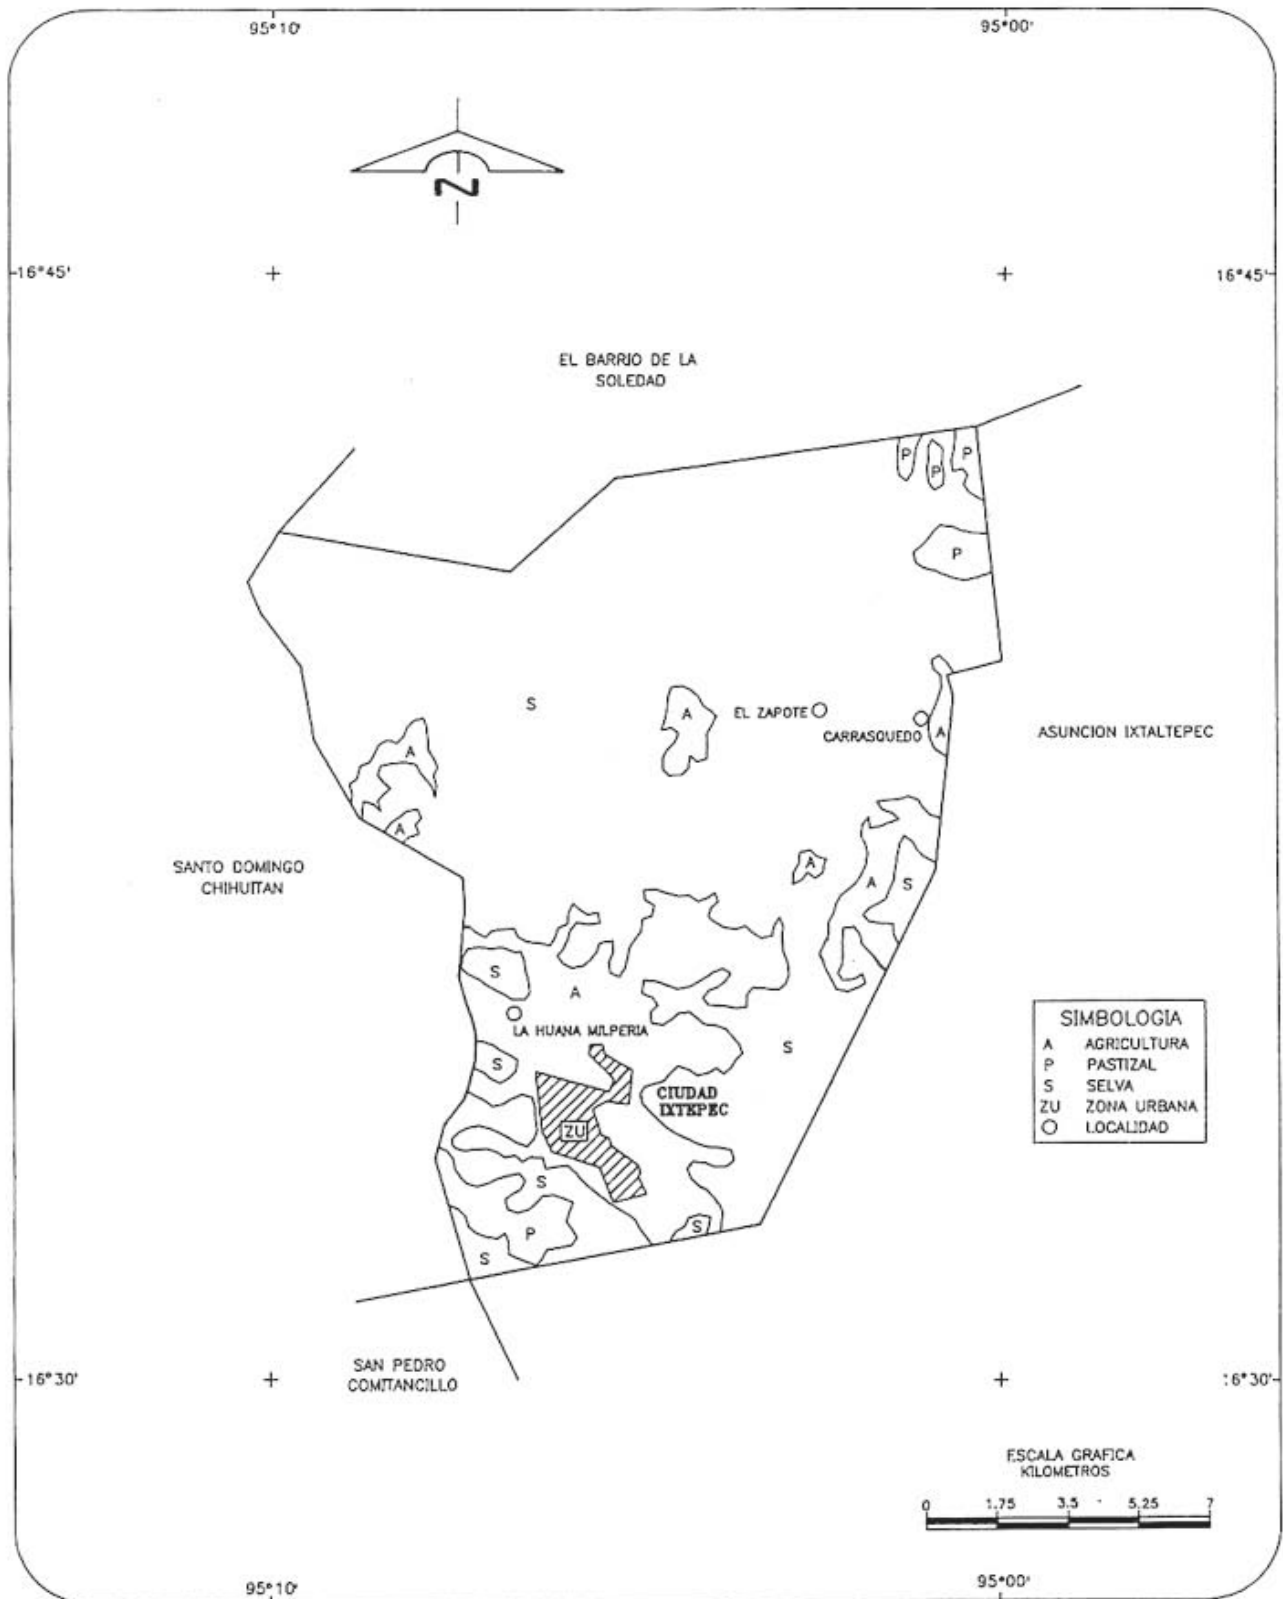 95°10'
95°00'
N
16°45'
16°45'
EL BARRIO DE LA
SOLEDAD
P
P
P
P
S
A
EL ZAPOTE
CARRASQUEDO
A
ASUNCION IXTALTEPEC
A
A
SANTO DOMINGO
CHIHUITAN
A
A
S
S
A
LA HUANA MILPERIA
S
S
CIUDAD
IXTEPEC
ZU
S
P
S
S
SIMBOLOGIA
A AGRICULTURA
P PASTIZAL
S SELVA
ZU ZONA URBANA
LOCALIDAD
SAN PEDRO
COMITANCILLO
16°30'
16°30'
ESCALA GRAFICA
KILOMETROS
0 1.75 3.5 5.25 7
95°10'
95°00'